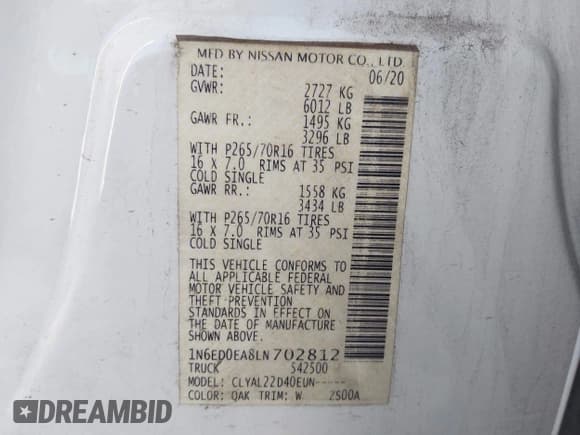 MFD BY NISSAN MOTOR CO., LTD.
DATE: 06/20
GVWR: 2727 KG
6012 LB
GAWR FR.: 1495 KG
3296 LB
WITH P265/70R16 TIRES
16 X 7.0 RIMS AT 35 PSI
COLD SINGLE
GAWR RR.: 1558 KG
3434 LB
WITH P265/70R16 TIRES
16 X 7.0 RIMS AT 35 PSI
COLD SINGLE
THIS VEHICLE CONFORMS TO
ALL APPLICABLE FEDERAL
MOTOR VEHICLE SAFETY AND
THEFT PREVENTION
STANDARDS IN EFFECT ON
THE DATE OF MANUFACTURE
SHOWN ABOVE.
1N6ED0EA8LN702812
TRUCK S42500
MODEL: CLYAL22D40EUN-----
COLOR: QAK TRIM: W 2S00A
DREAMBID
DREAMBID